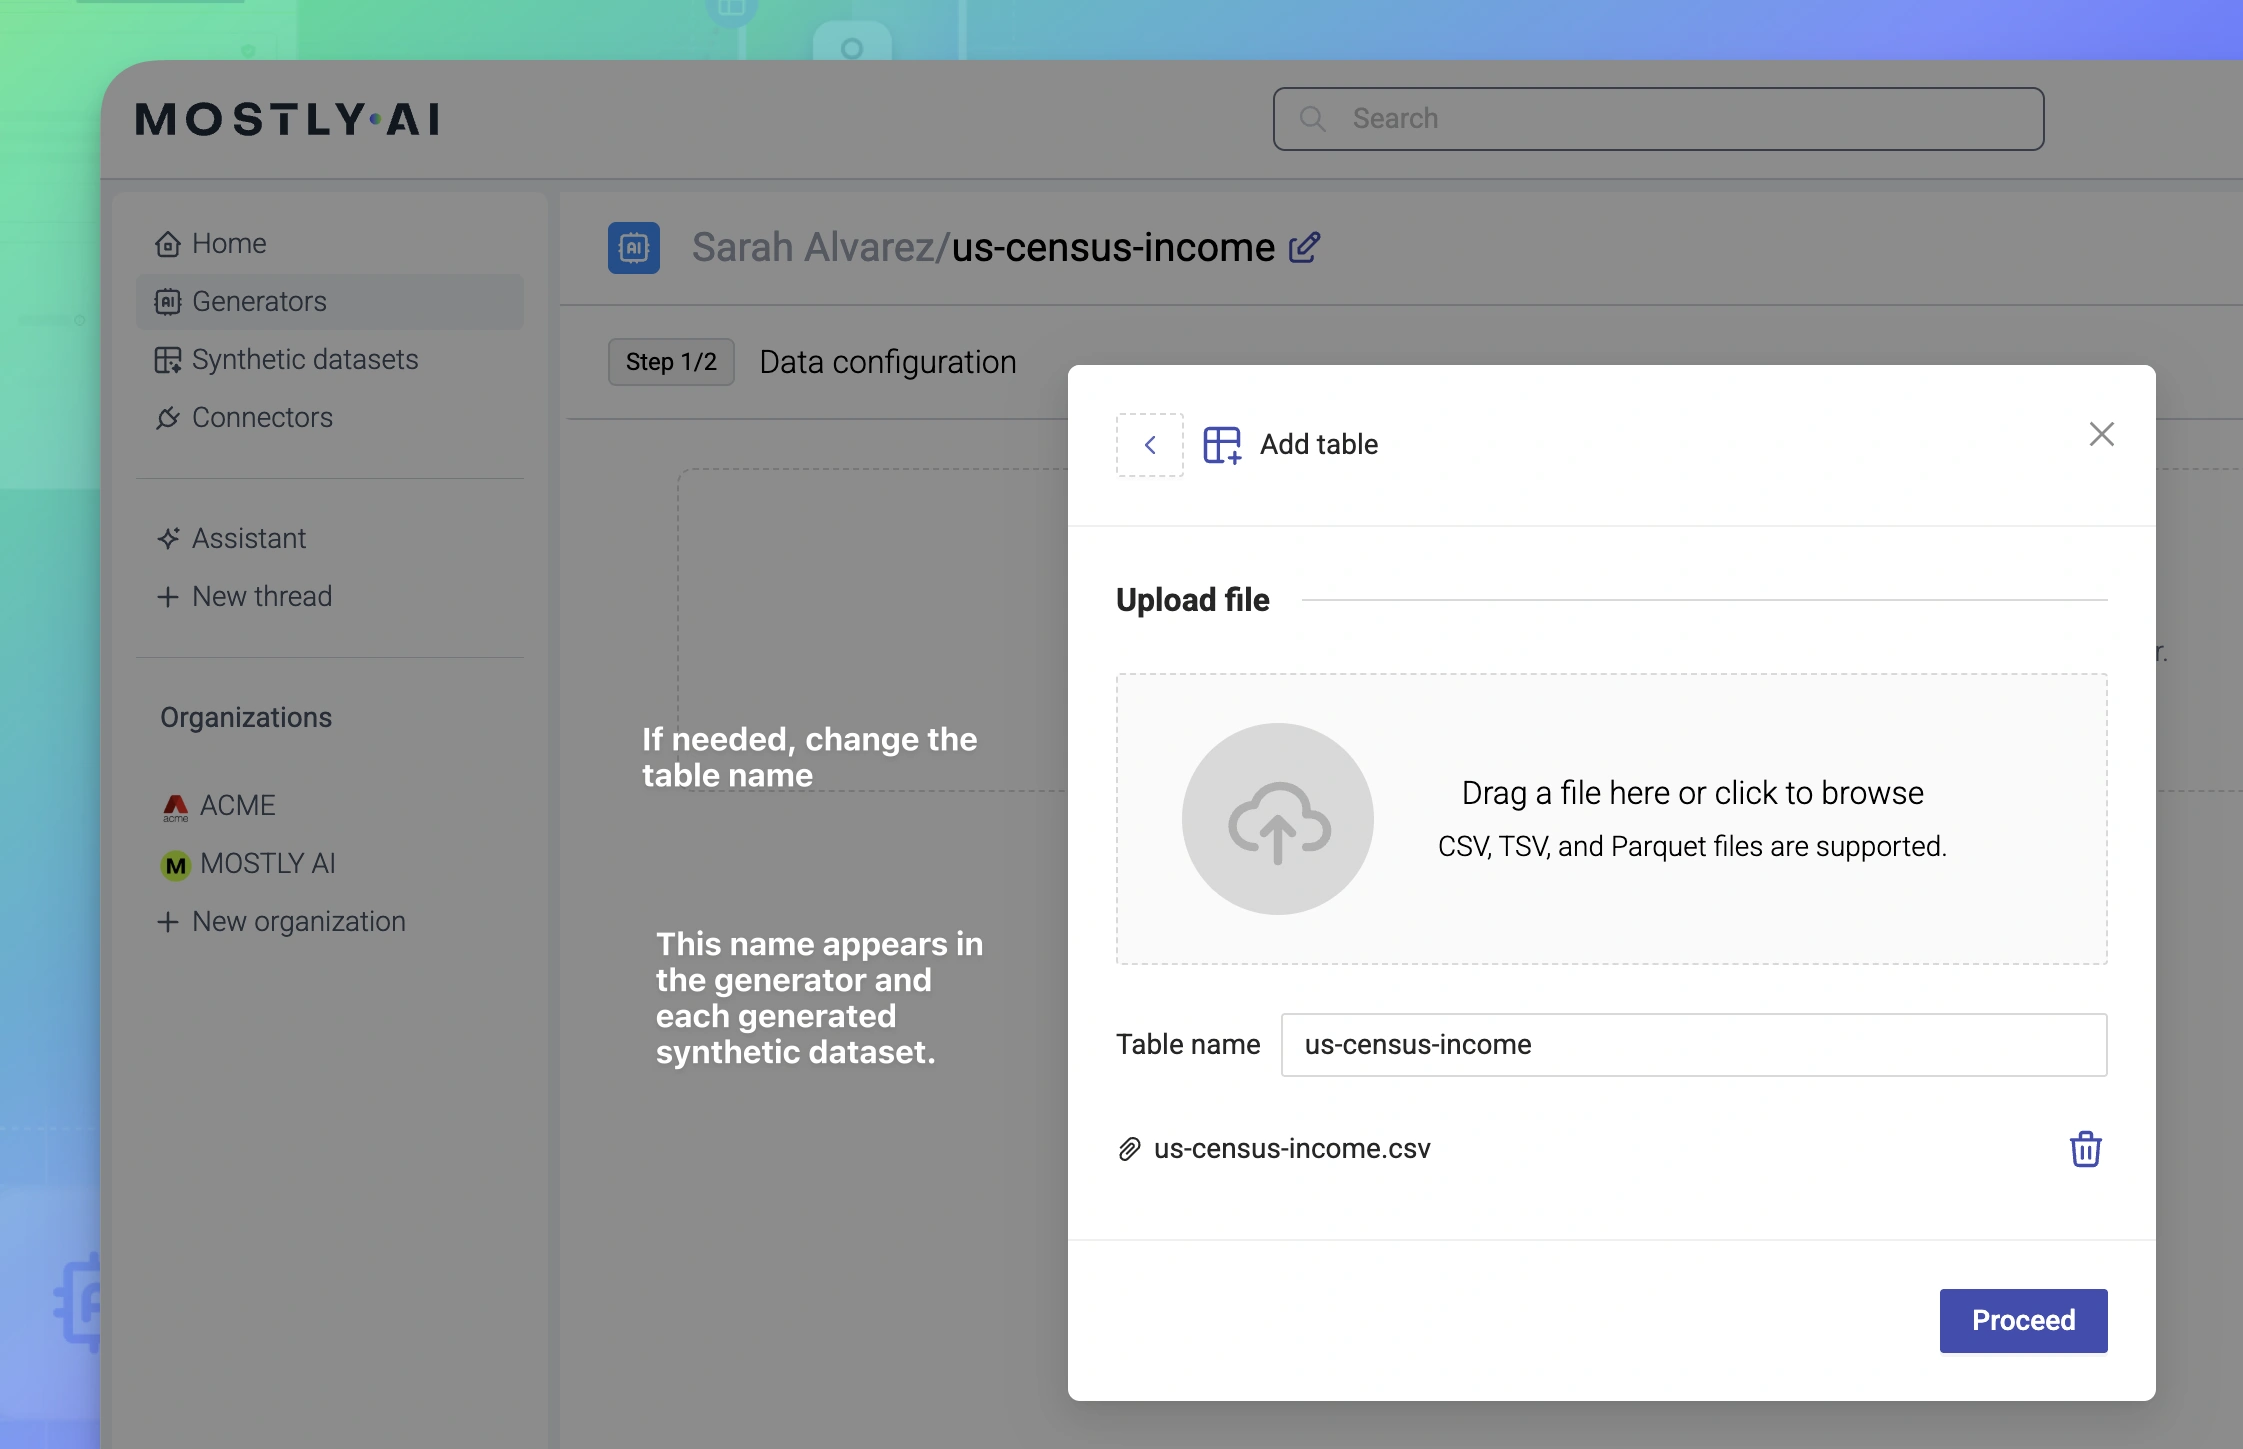 MOSTLY·AI
Search
Home
Generators
Synthetic datasets
Connectors
Assistant
New thread
Organizations
acme ACME
M MOSTLY AI
New organization
AI Sarah Alvarez/us-census-income
Step 1/2 Data configuration
If needed, change the
table name
This name appears in
the generator and
each generated
synthetic dataset.
Add table
Upload file
Drag a file here or click to browse
CSV, TSV, and Parquet files are supported.
Table name us-census-income
us-census-income.csv
Proceed